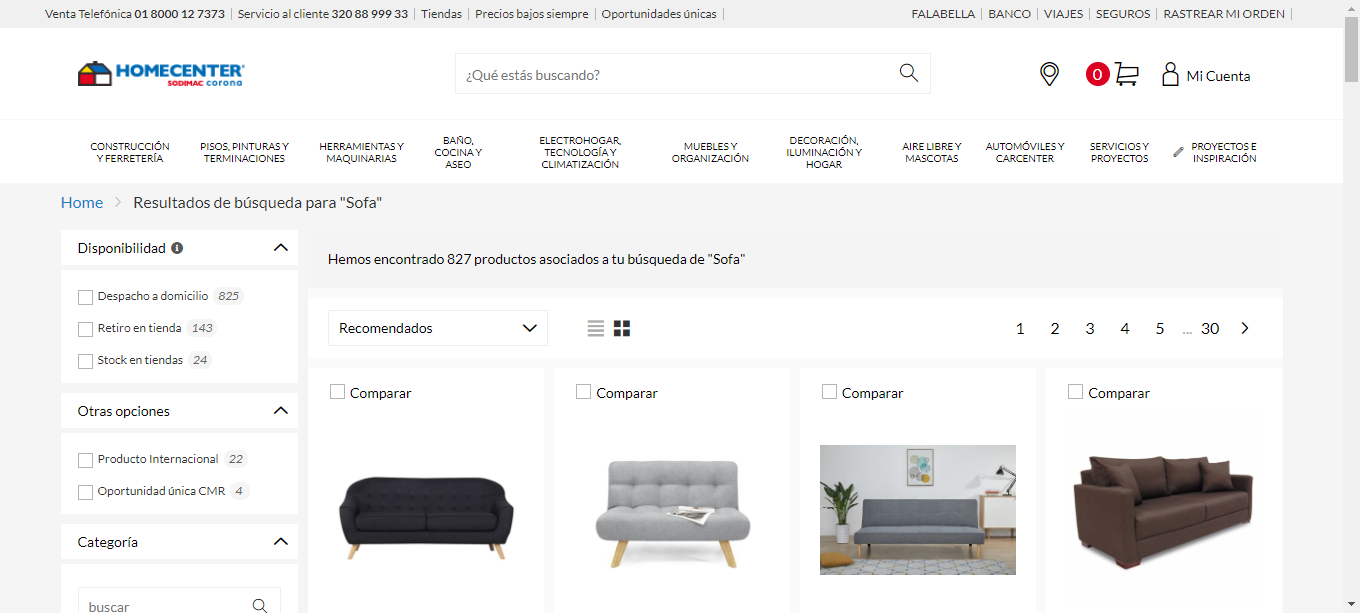 Venta Telefónica 01 8000 12 7373 | Servicio al cliente 320 88 999 33 | Tiendas | Precios bajos siempre | Oportunidades únicas |
FALABELLA | BANCO | VIAJES | SEGUROS | RASTREAR MI ORDEN |
HOMECENTER
SODIMAC corona
¿Qué estás buscando?
0
Mi Cuenta
CONSTRUCCIÓN
Y FERRETERÍA
PISOS, PINTURAS Y
TERMINACIONES
HERRAMIENTAS Y
MAQUINARIAS
BAÑO,
COCINA Y
ASEO
ELECTROHOGAR,
TECNOLOGÍA Y
CLIMATIZACIÓN
MUEBLES Y
ORGANIZACIÓN
DECORACIÓN,
ILUMINACIÓN Y
HOGAR
AIRE LIBRE Y
MASCOTAS
AUTOMÓVILES Y
CARCENTER
SERVICIOS Y
PROYECTOS
PROYECTOS E
INSPIRACIÓN
Home > Resultados de búsqueda para "Sofa"
Disponibilidad
Despacho a domicilio 825
Retiro en tienda 143
Stock en tiendas 24
Otras opciones
Producto Internacional 22
Oportunidad única CMR 4
Categoría
buscar
Hemos encontrado 827 productos asociados a tu búsqueda de "Sofa"
Recomendados
1 2 3 4 5 ... 30 >
Comparar
Comparar
Comparar
Comparar